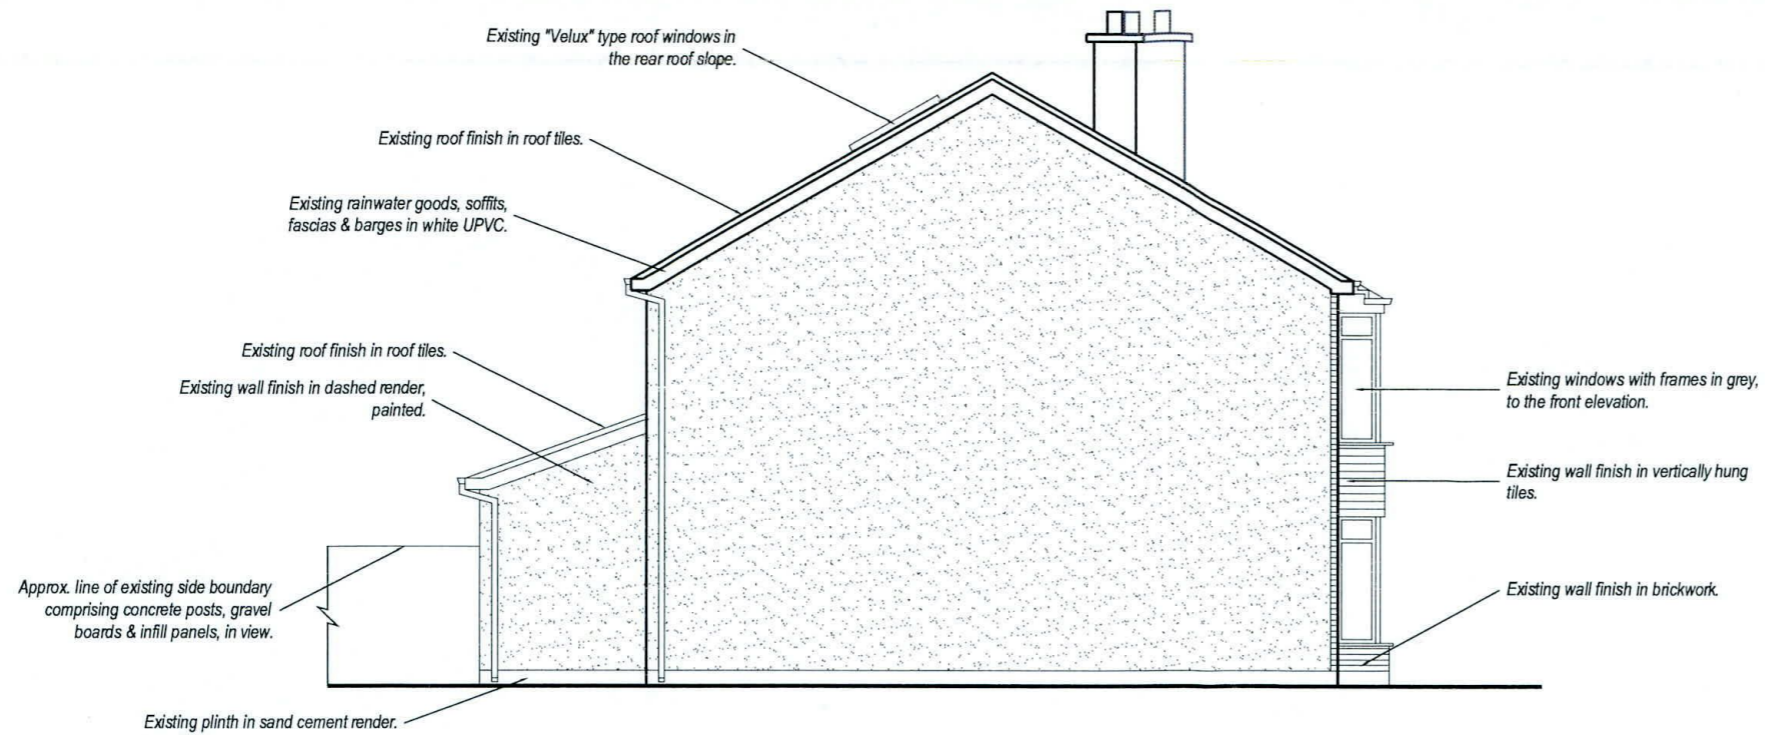 Existing "Velux" type roof windows in
the rear roof slope.
Existing roof finish in roof tiles.
Existing rainwater goods, soffits,
fascias & barges in white UPVC.
Existing roof finish in roof tiles.
Existing wall finish in dashed render,
painted.
Approx. line of existing side boundary
comprising concrete posts, gravel
boards & infill panels, in view.
Existing plinth in sand cement render.
Existing windows with frames in grey,
to the front elevation.
Existing wall finish in vertically hung
tiles.
Existing wall finish in brickwork.